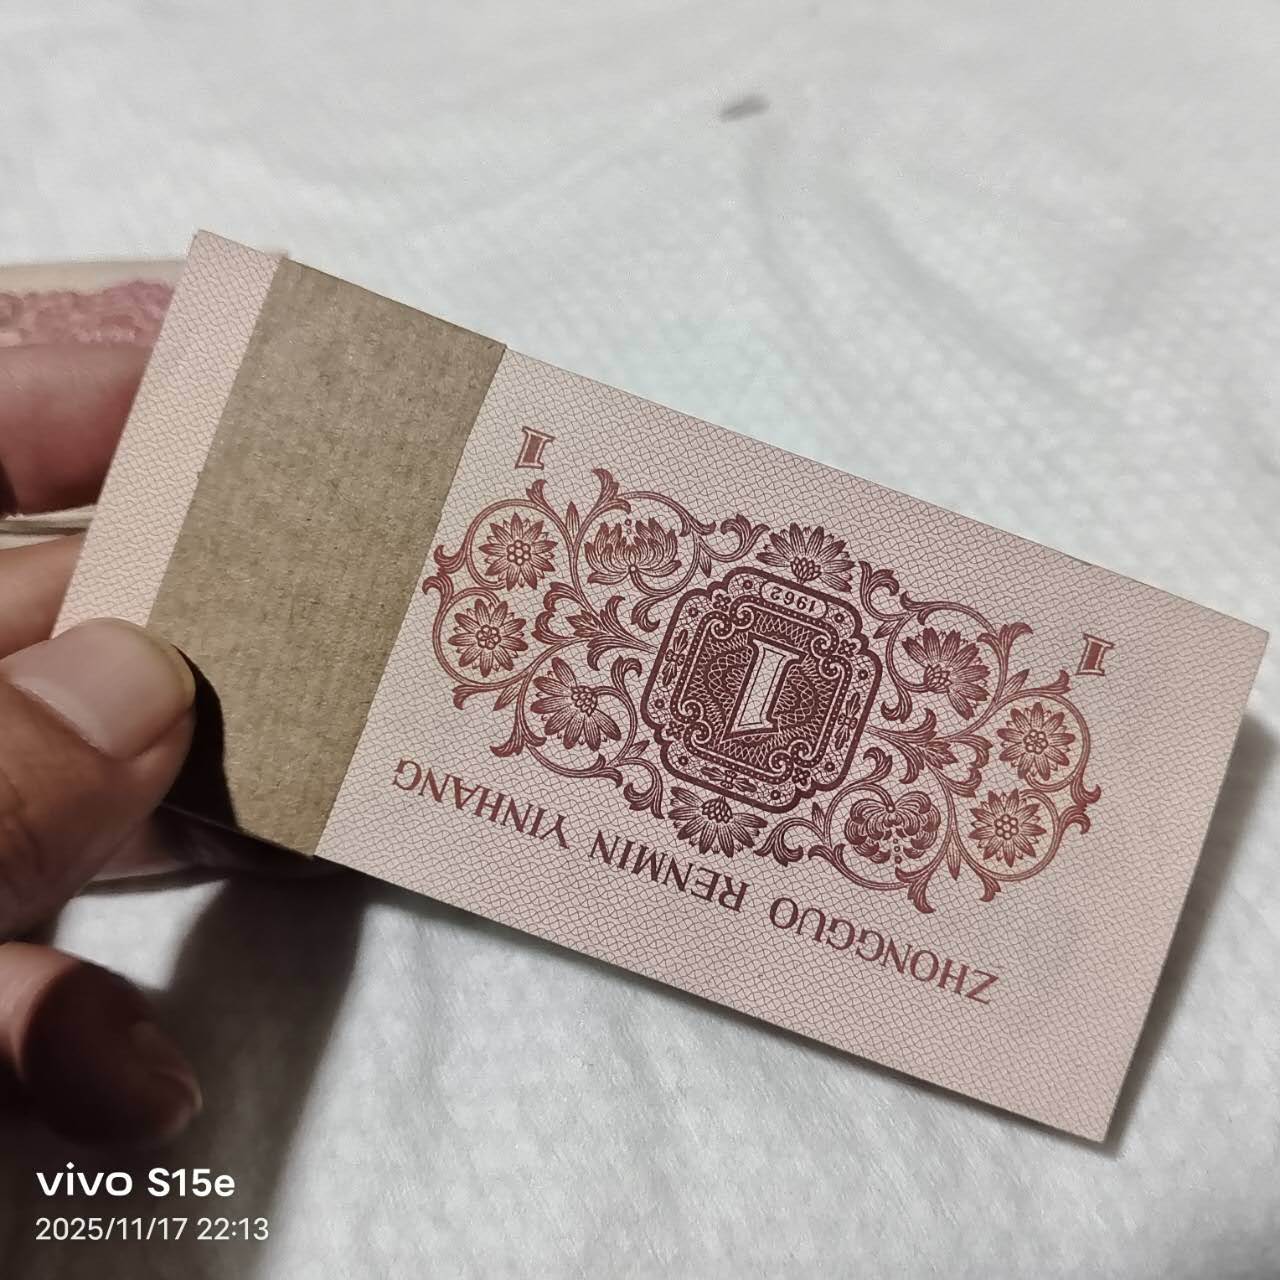 ZHONGGUO RENMIN YINHANG
1
1
1
1962
vivo S15e
2025/11/17 22:13